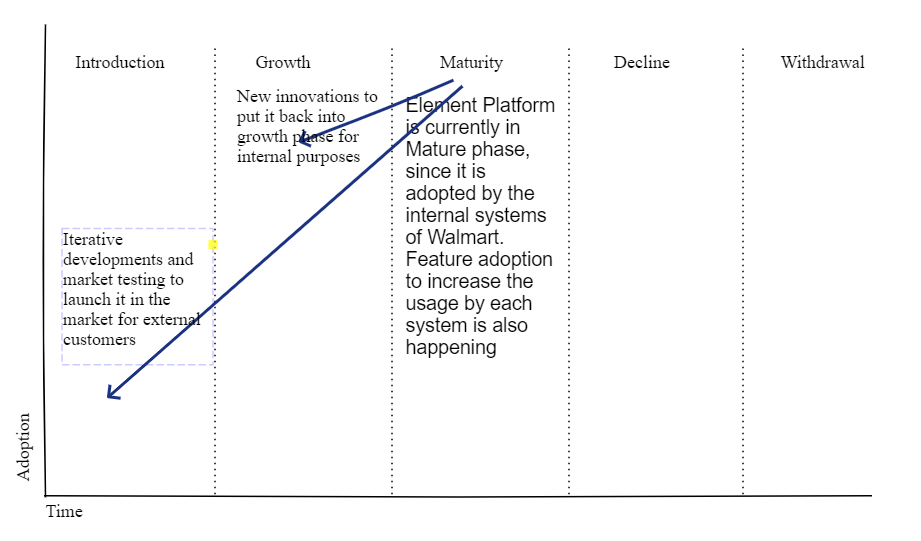 Introduction
Growth
Maturity
Decline
Withdrawal
New innovations to
put it back into
growth phase for
internal purposes
Element Platform
is currently in
Mature phase,
since it is
adopted by the
internal systems
of Walmart.
Feature adoption
to increase the
usage by each
system is also
happening
Iterative
developments and
market testing to
launch it in the
market for external
customers
Adoption
Time